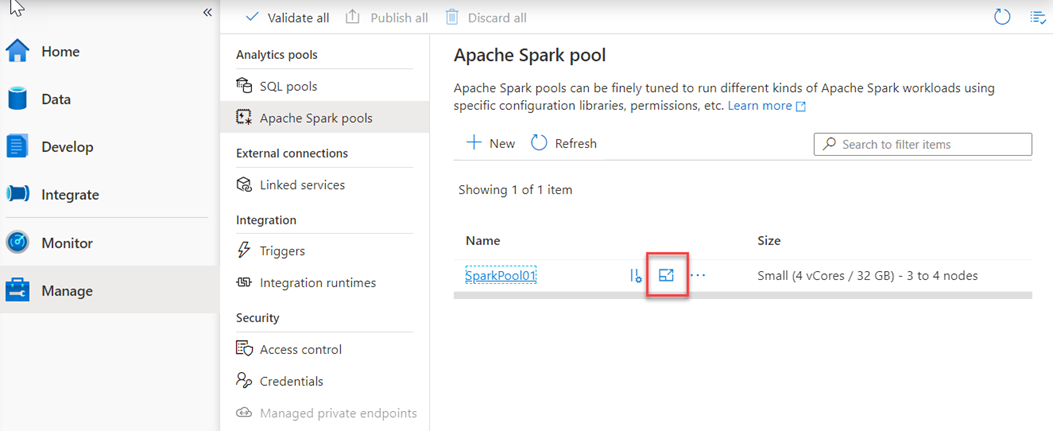 «
Home
Data
Develop
Integrate
Monitor
Manage
Validate all
Publish all
Discard all
Analytics pools
SQL pools
Apache Spark pools
External connections
Linked services
Integration
Triggers
Integration runtimes
Security
Access control
Credentials
Managed private endpoints
Apache Spark pool
Apache Spark pools can be finely tuned to run different kinds of Apache Spark workloads using
specific configuration libraries, permissions, etc. Learn more
New
Refresh
Search to filter items
Showing 1 of 1 item
Name
Size
SparkPool01
...
Small (4 vCores / 32 GB) - 3 to 4 nodes